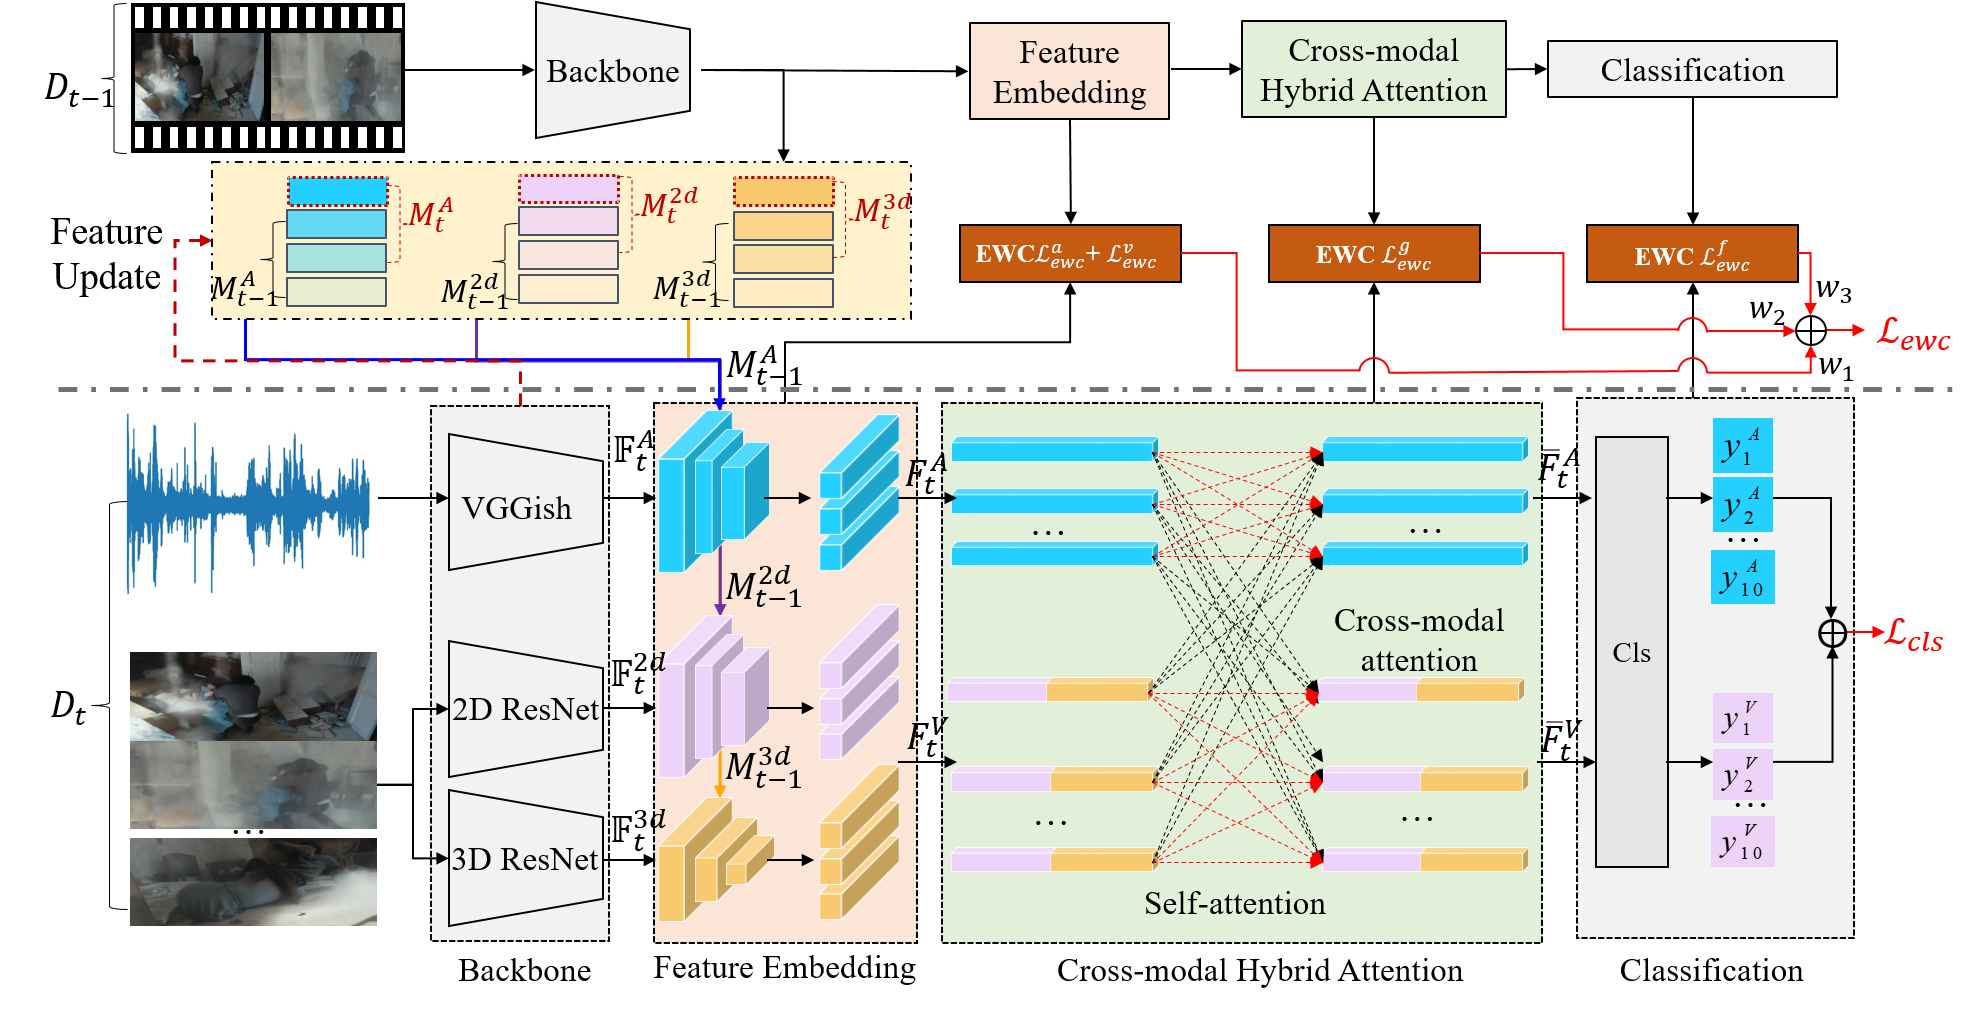 $D_{t-1}$
Backbone
Feature
Embedding
Cross-modal
Hybrid Attention
Classification
Feature
Update
$M_t^A$
$M_t^{2d}$
$M_t^{3d}$
$M_{t-1}^A$
$M_{t-1}^{2d}$
$M_{t-1}^{3d}$
EWC$\mathcal{L}_{ewc}^a + \mathcal{L}_{ewc}^v$
EWC $\mathcal{L}_{ewc}^g$
EWC $\mathcal{L}_{ewc}^f$
$w_3$
$w_2$
$w_1$
$\mathcal{L}_{ewc}$
$M_{t-1}^A$
$D_t$
...
VGGish
2D ResNet
3D ResNet
Backbone
$\mathbb{F}_t^A$
$\mathbb{F}_t^{2d}$
$\mathbb{F}_t^{3d}$
$M_{t-1}^{2d}$
$M_{t-1}^{3d}$
Feature Embedding
$F_t^A$
$F_t^V$
...
...
Cross-modal
attention
...
...
Self-attention
Cross-modal Hybrid Attention
$\bar{F}_t^A$
$\bar{F}_t^V$
Cls
$y_1^A$
$y_2^A$
...
$y_{10}^A$
$y_1^V$
$y_2^V$
...
$y_{10}^V$
$\mathcal{L}_{cls}$
Classification